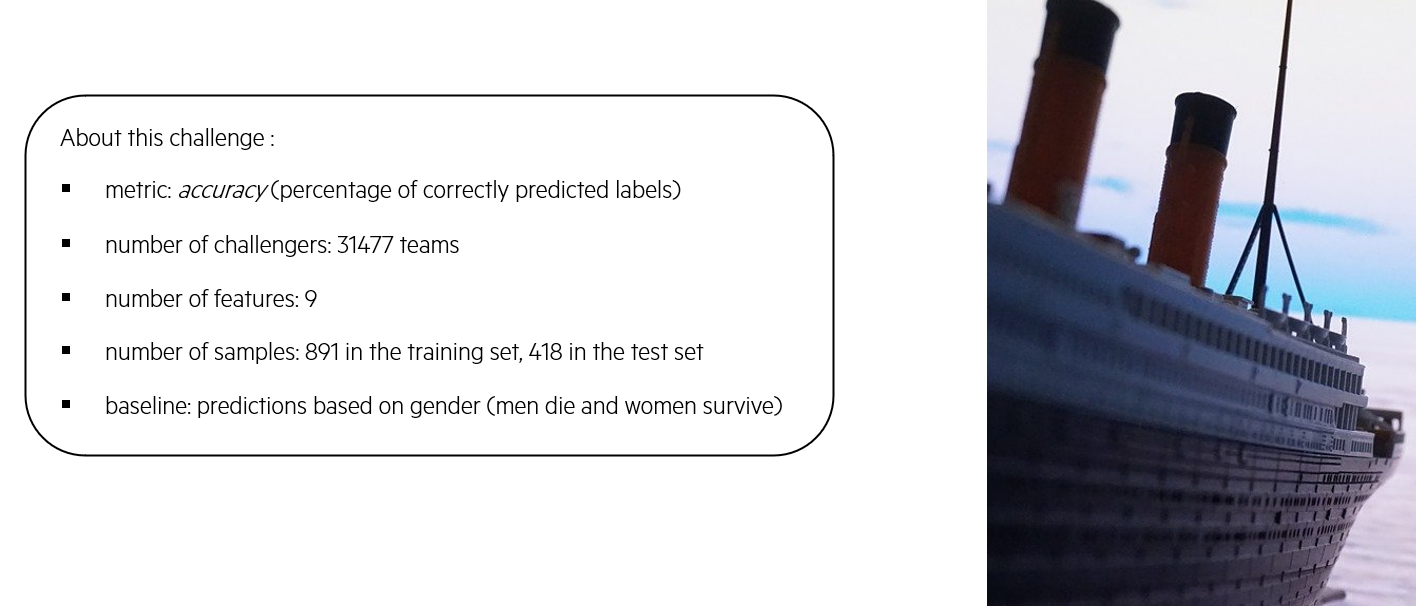 About this challenge :
▪ metric: accuracy (percentage of correctly predicted labels)
▪ number of challengers: 31477 teams
▪ number of features: 9
▪ number of samples: 891 in the training set, 418 in the test set
▪ baseline: predictions based on gender (men die and women survive)